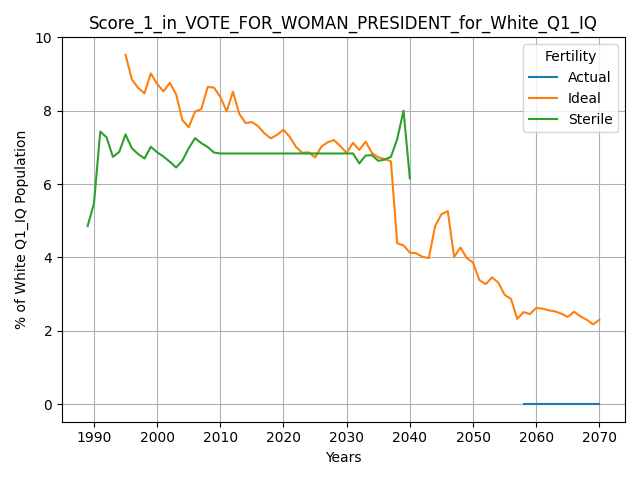 Score_1_in_VOTE_FOR_WOMAN_PRESIDENT_for_White_Q1_IQ
Fertility
Actual
Ideal
Sterile
% of White Q1_IQ Population
10
8
6
4
2
0
1990 2000 2010 2020 2030 2040 2050 2060 2070
Years